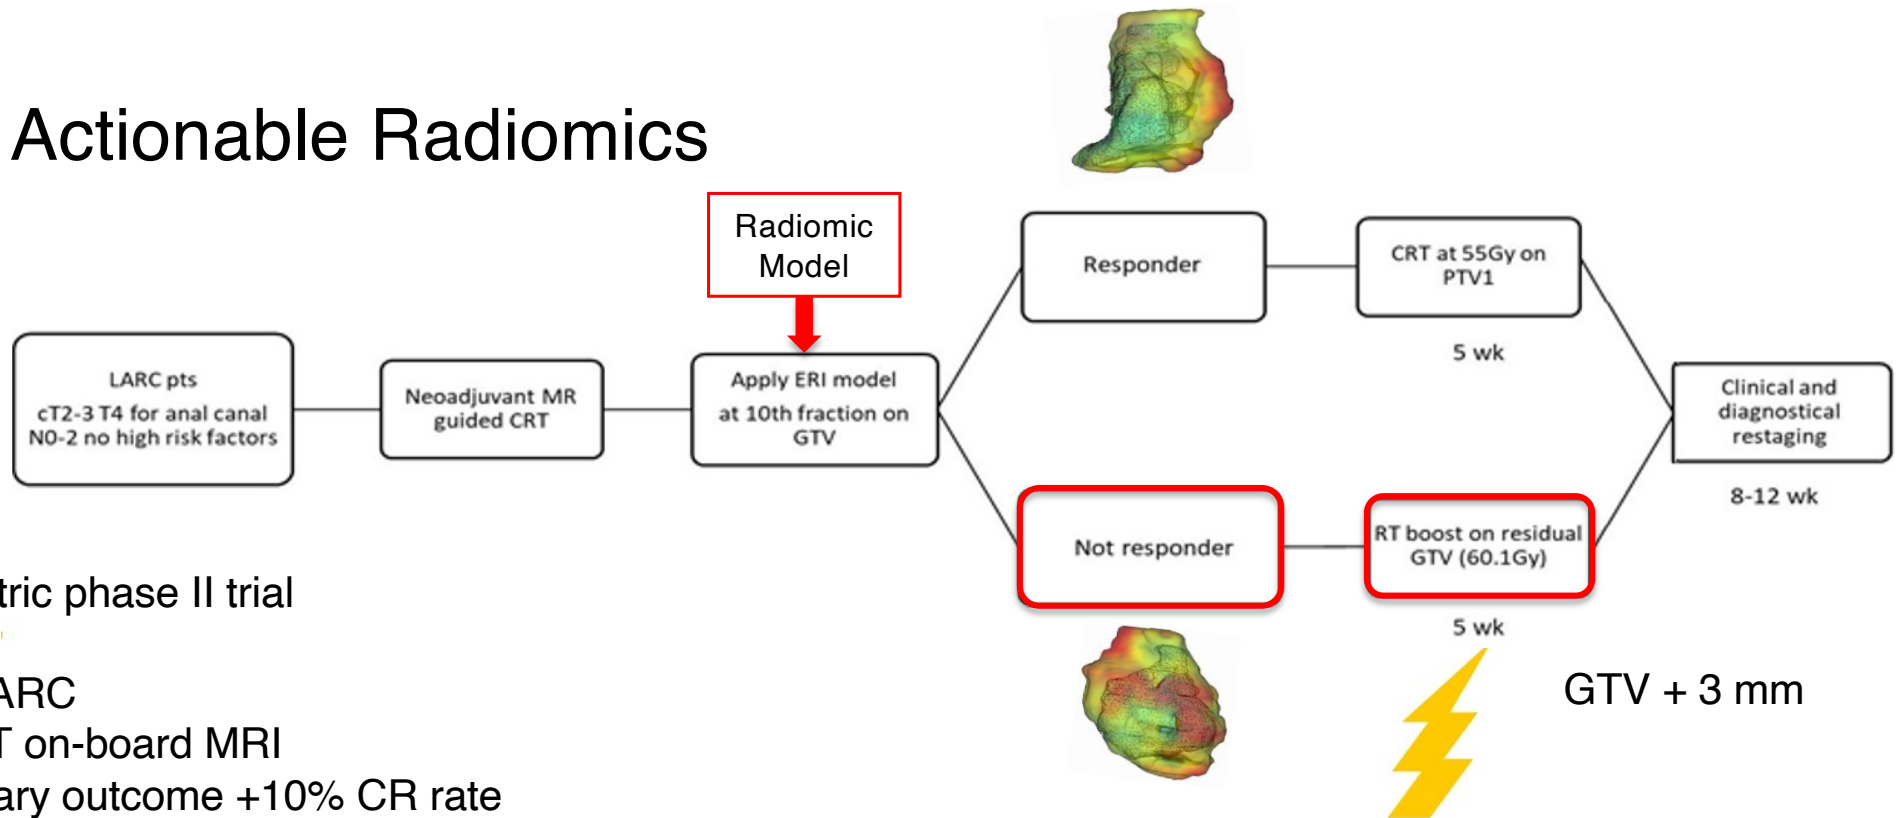 Actionable Radiomics
Radiomic
Model
LARC pts
cT2-3 T4 for anal canal
N0-2 no high risk factors
Neoadjuvant MR
guided CRT
Apply ERI model
at 10th fraction on
GTV
Responder
CRT at 55Gy on
PTV1
5 wk
Not responder
RT boost on residual
GTV (60.1Gy)
5 wk
Clinical and
diagnostical
restaging
8-12 wk
GTV + 3 mm
tric phase II trial
ARC
T on-board MRI
ary outcome +10% CR rate